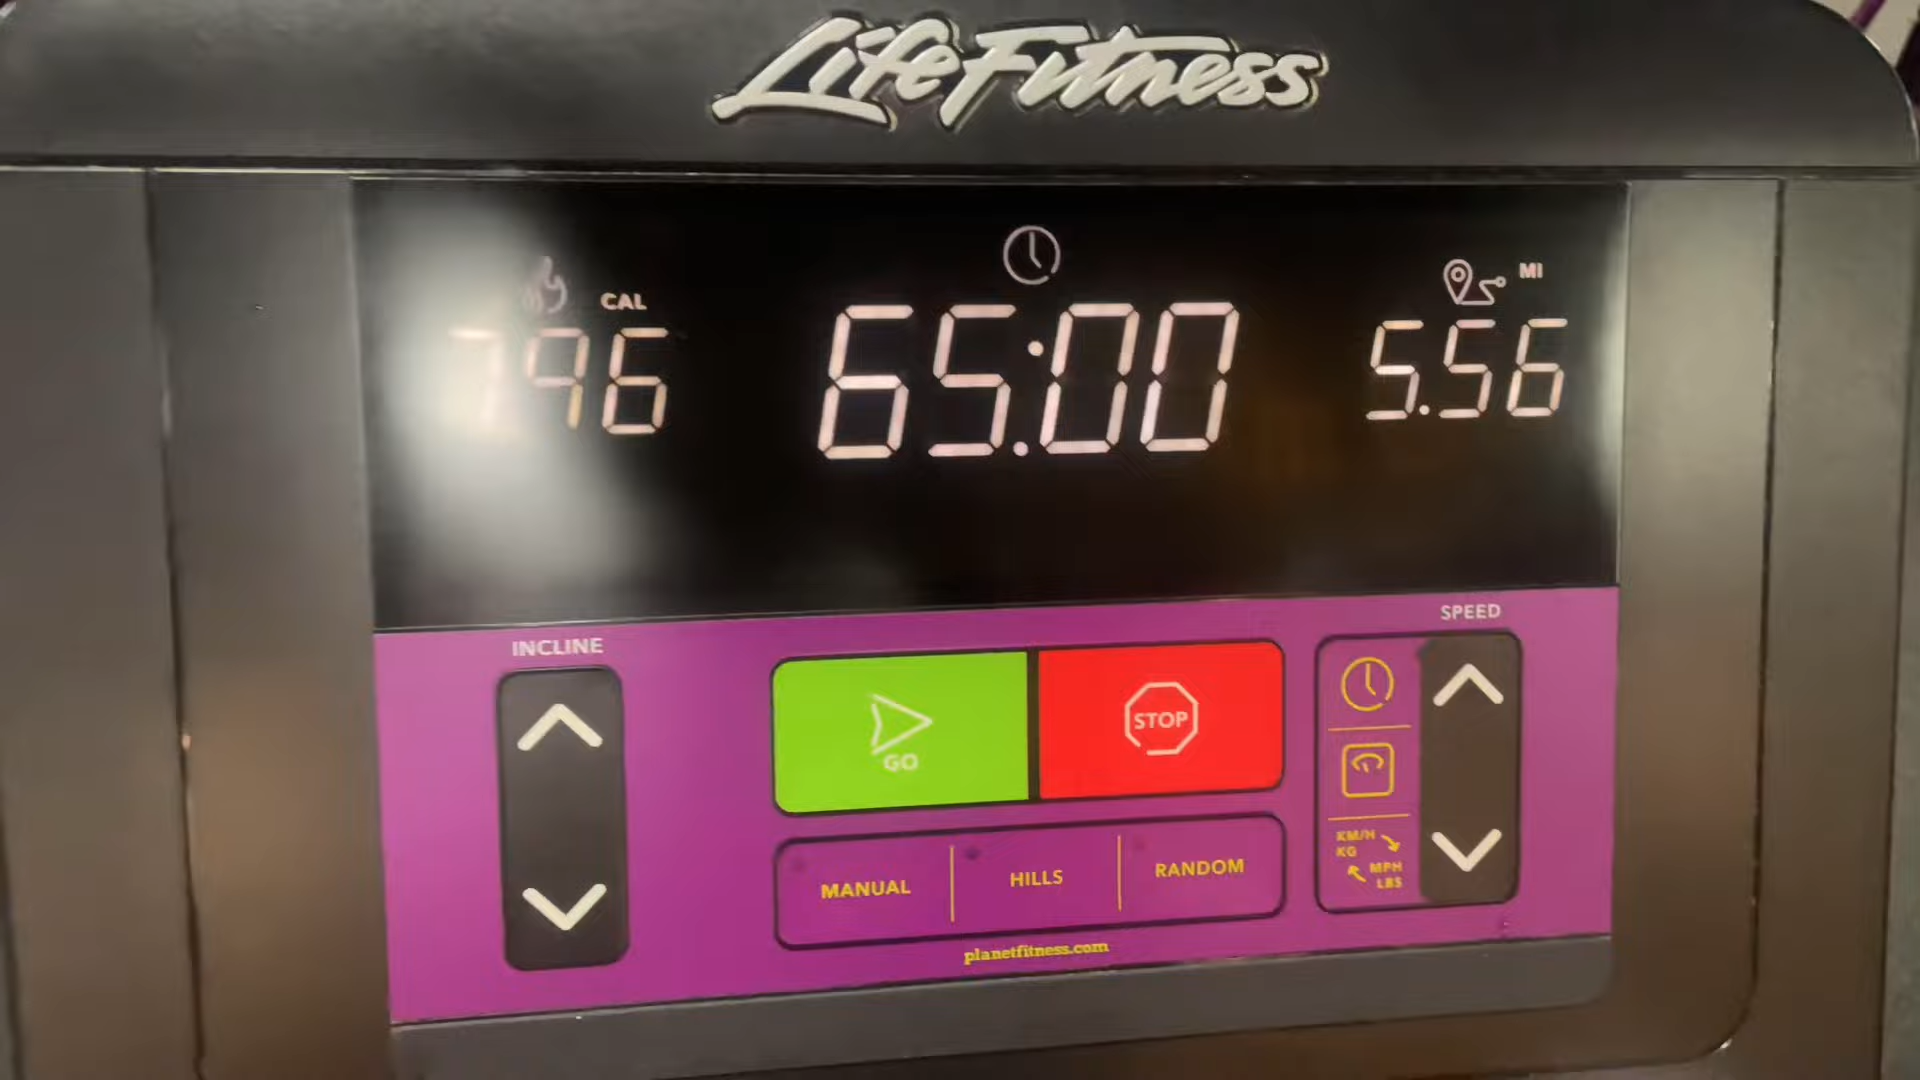 LifeFitness
CAL
MI
796
65:00
5.56
INCLINE
SPEED
GO
STOP
KM/H
KG
MPH
LBS
MANUAL
HILLS
RANDOM
planetfitness.com